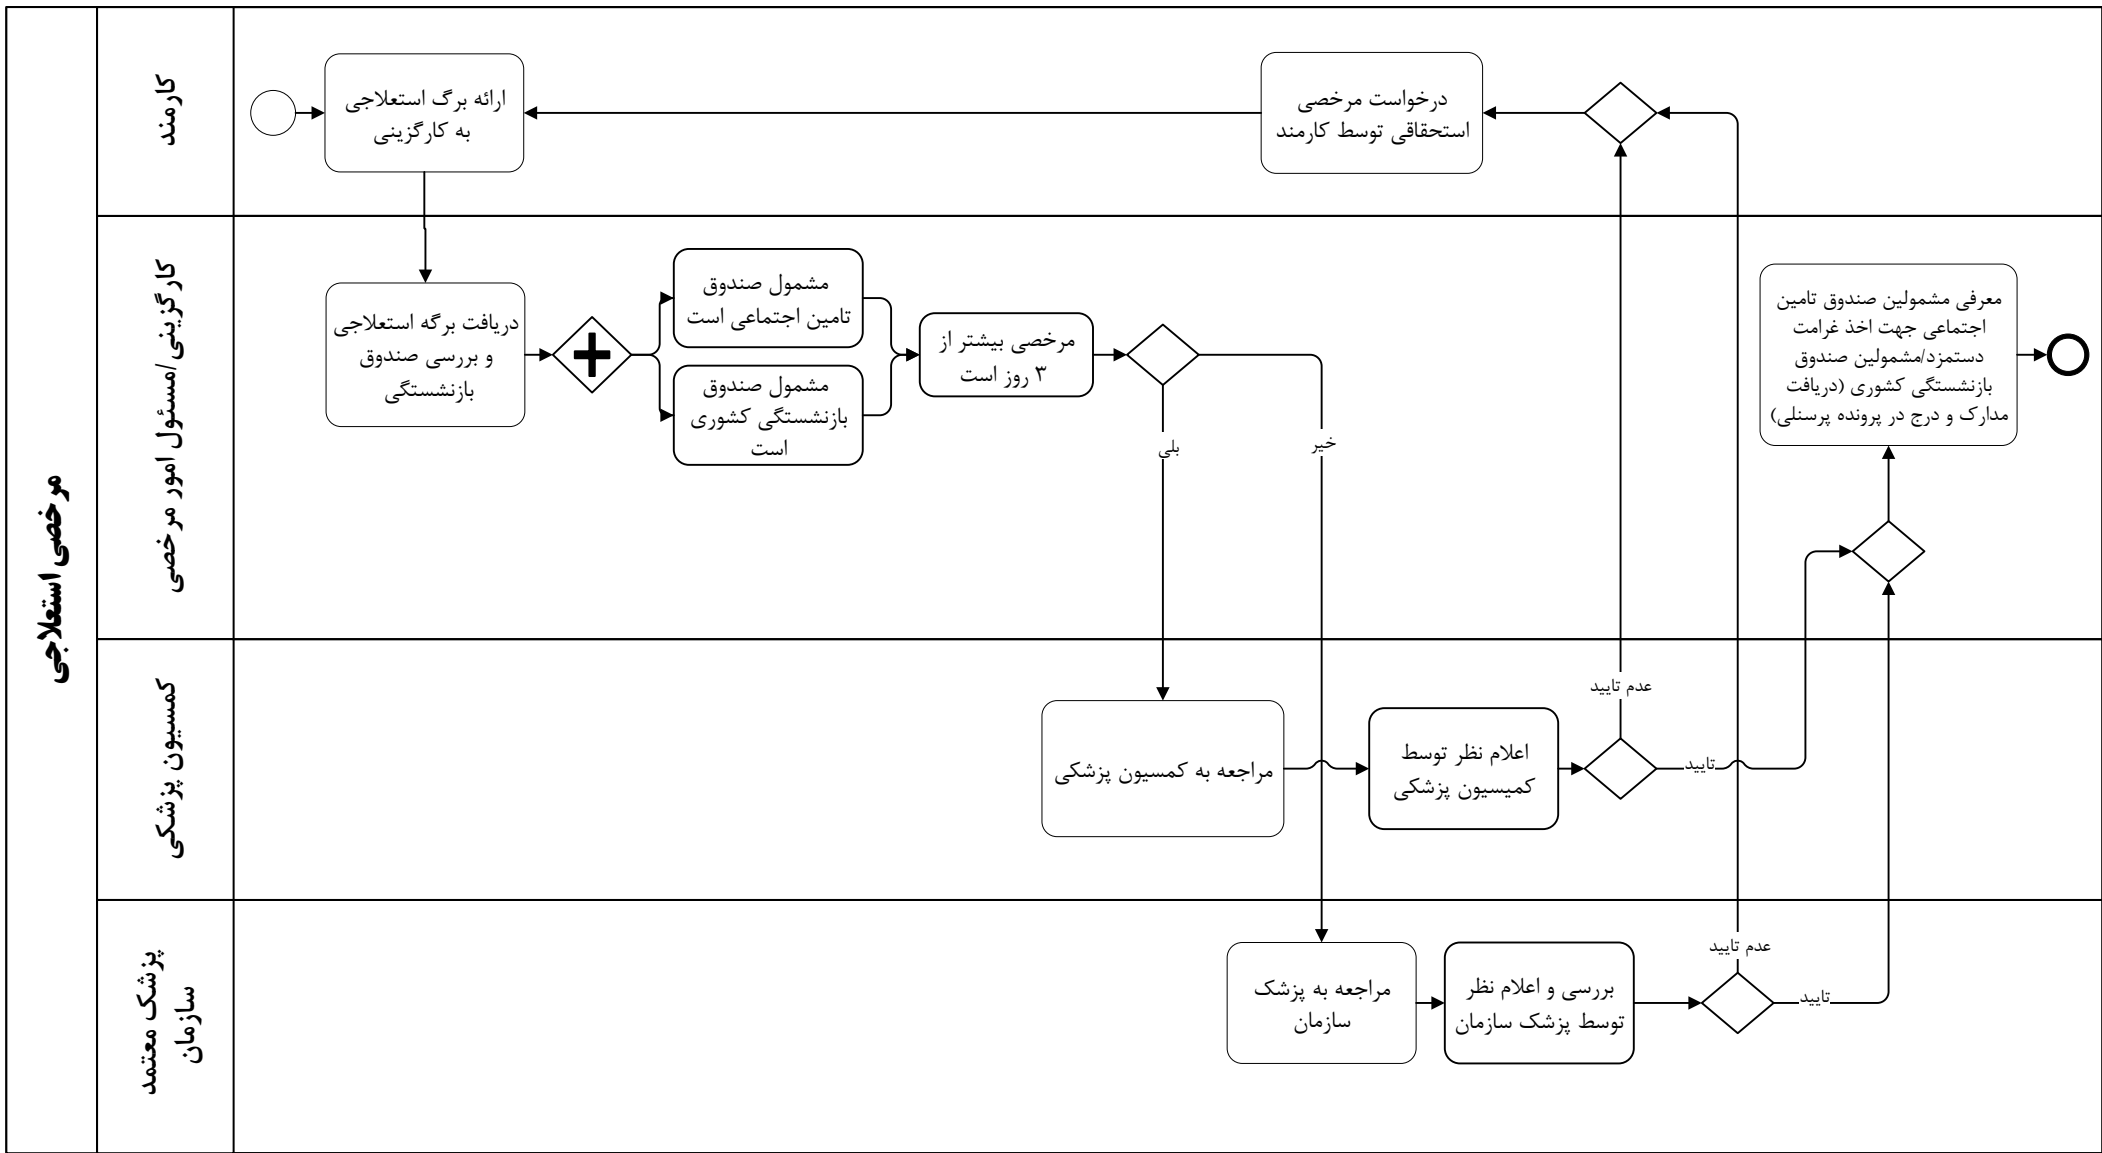 مرخصی استعلاجی
کارمند
ارائه برگ استعلاجی
به کارگزینی
درخواست مرخصی
استحقاقی توسط کارمند
کارگزینی/مسئول امور مرخصی
دریافت برگه استعلاجی
و بررسی صندوق
بازنشستگی
مشمول صندوق
تامین اجتماعی است
مشمول صندوق
بازنشستگی کشوری
است
مرخصی بیشتر از
۳ روز است
بلی
خیر
معرفی مشمولین صندوق تامین
اجتماعی جهت اخذ غرامت
دستمزد/مشمولین صندوق
بازنشستگی کشوری (دریافت
مدارک و درج در پرونده پرسنلی)
کمسیون پزشکی
مراجعه به کمسیون پزشکی
اعلام نظر توسط
کمیسیون پزشکی
عدم تایید
تایید
پزشک معتمد
سازمان
مراجعه به پزشک
سازمان
بررسی و اعلام نظر
توسط پزشک سازمان
عدم تایید
تایید